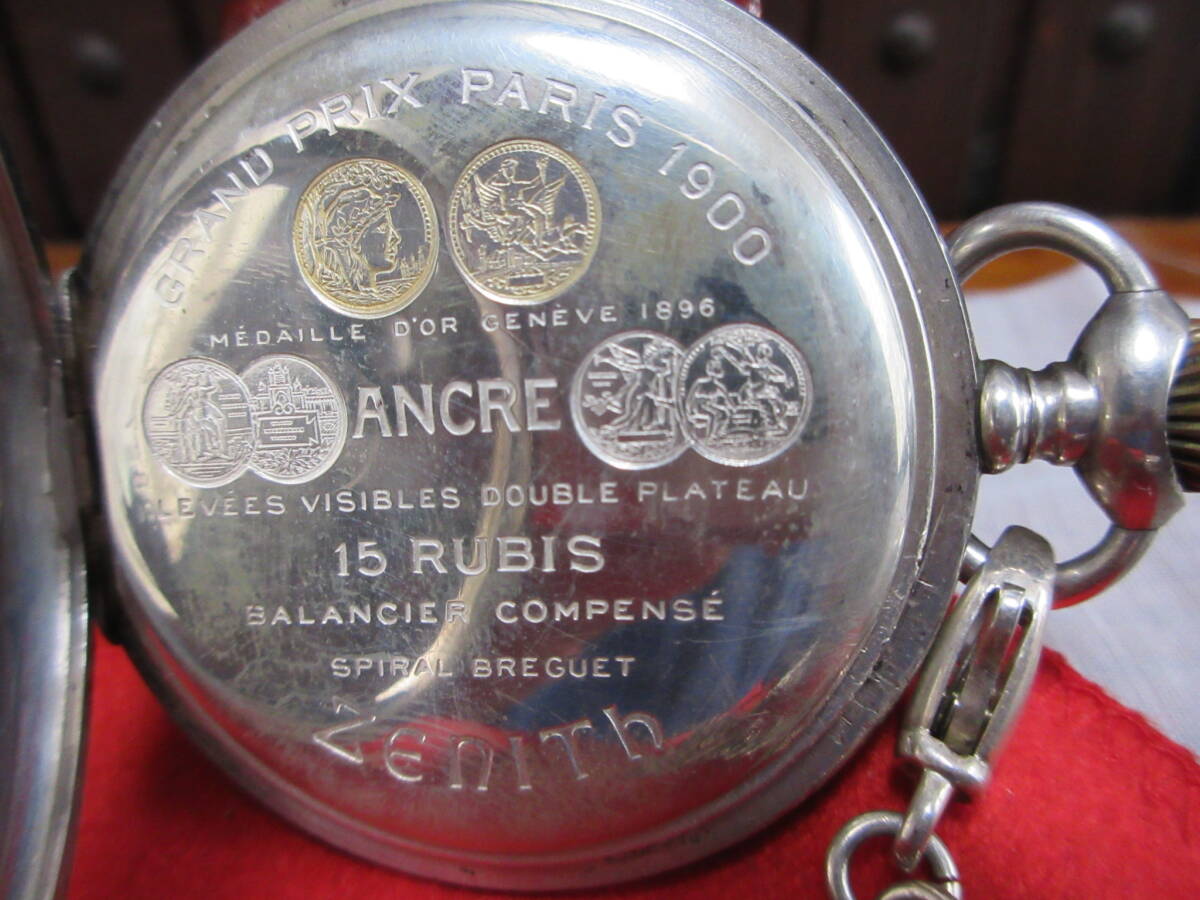 GRAND PRIX PARIS 1900
MÉDAILLE D'OR GENÈVE 1896
ANCRE
LEVÉES VISIBLES DOUBLE PLATEAU
15 RUBIS
BALANCIER COMPENSÉ
SPIRAL BREGUET
ZENITH